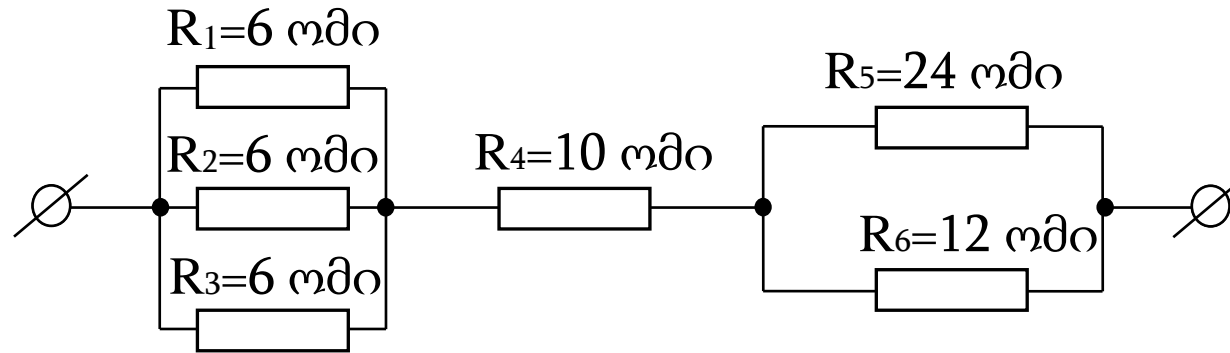 R₁=6 ომი
R₂=6 ომი
R₃=6 ომი
R₄=10 ომი
R₅=24 ომი
R₆=12 ომი